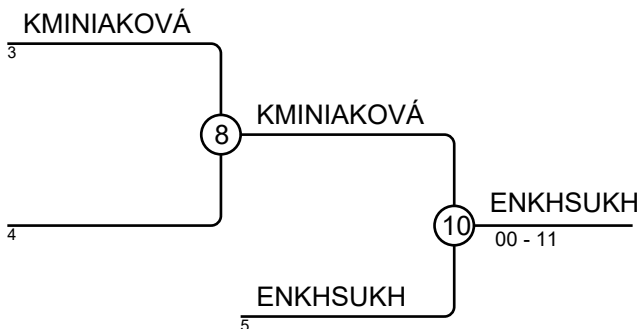 KMINIAKOVÁ
3
8
KMINIAKOVÁ
4
10
ENKHSUKH
00 - 11
ENKHSUKH
5